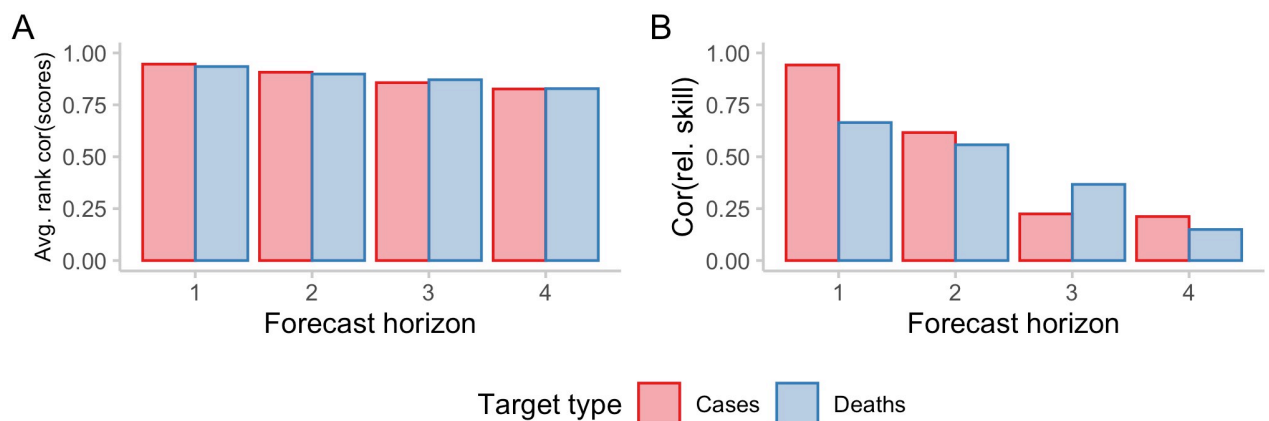 A
Avg. rank cor(scores)
1.00
0.75
0.50
0.25
0.00
1 2 3 4
Forecast horizon
B
Cor(rel. skill)
1.00
0.75
0.50
0.25
0.00
1 2 3 4
Forecast horizon
Target type Cases Deaths